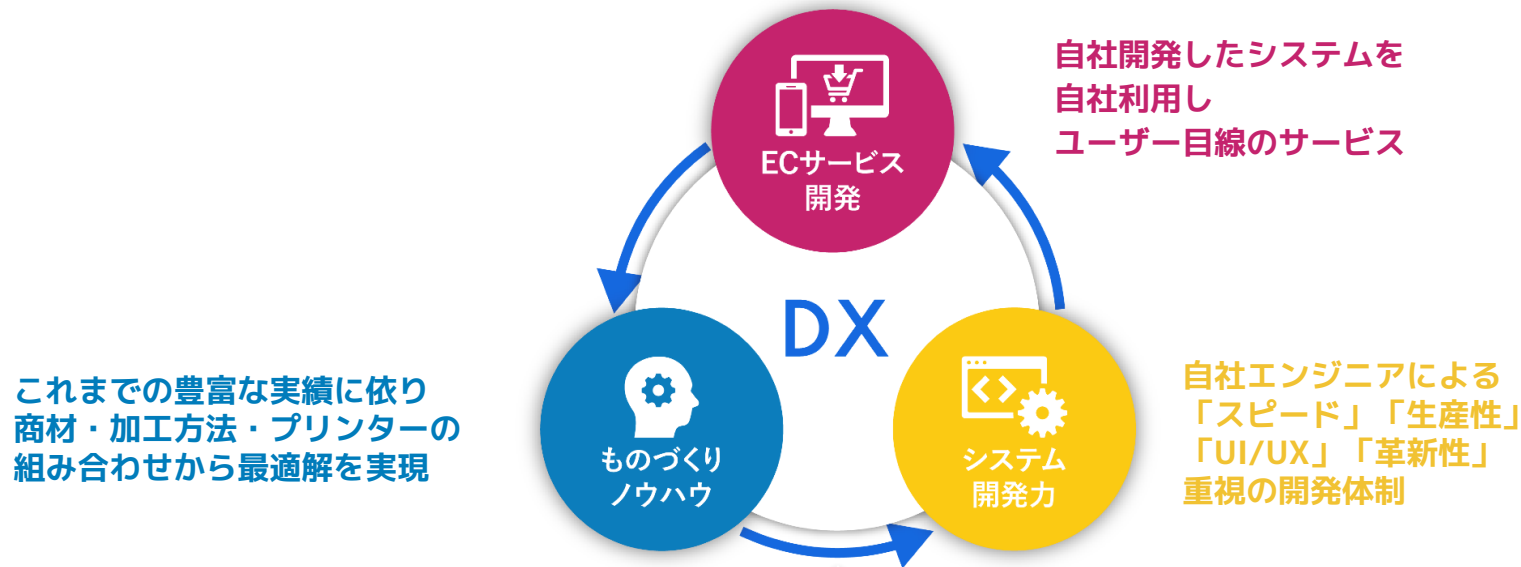 ECサービス
開発
自社開発したシステムを
自社利用し
ユーザー目線のサービス
DX
これまでの豊富な実績に依り
商材・加工方法・プリンターの
組み合わせから最適解を実現
ものづくり
ノウハウ
システム
開発力
自社エンジニアによる
「スピード」「生産性」
「UI/UX」「革新性」
重視の開発体制